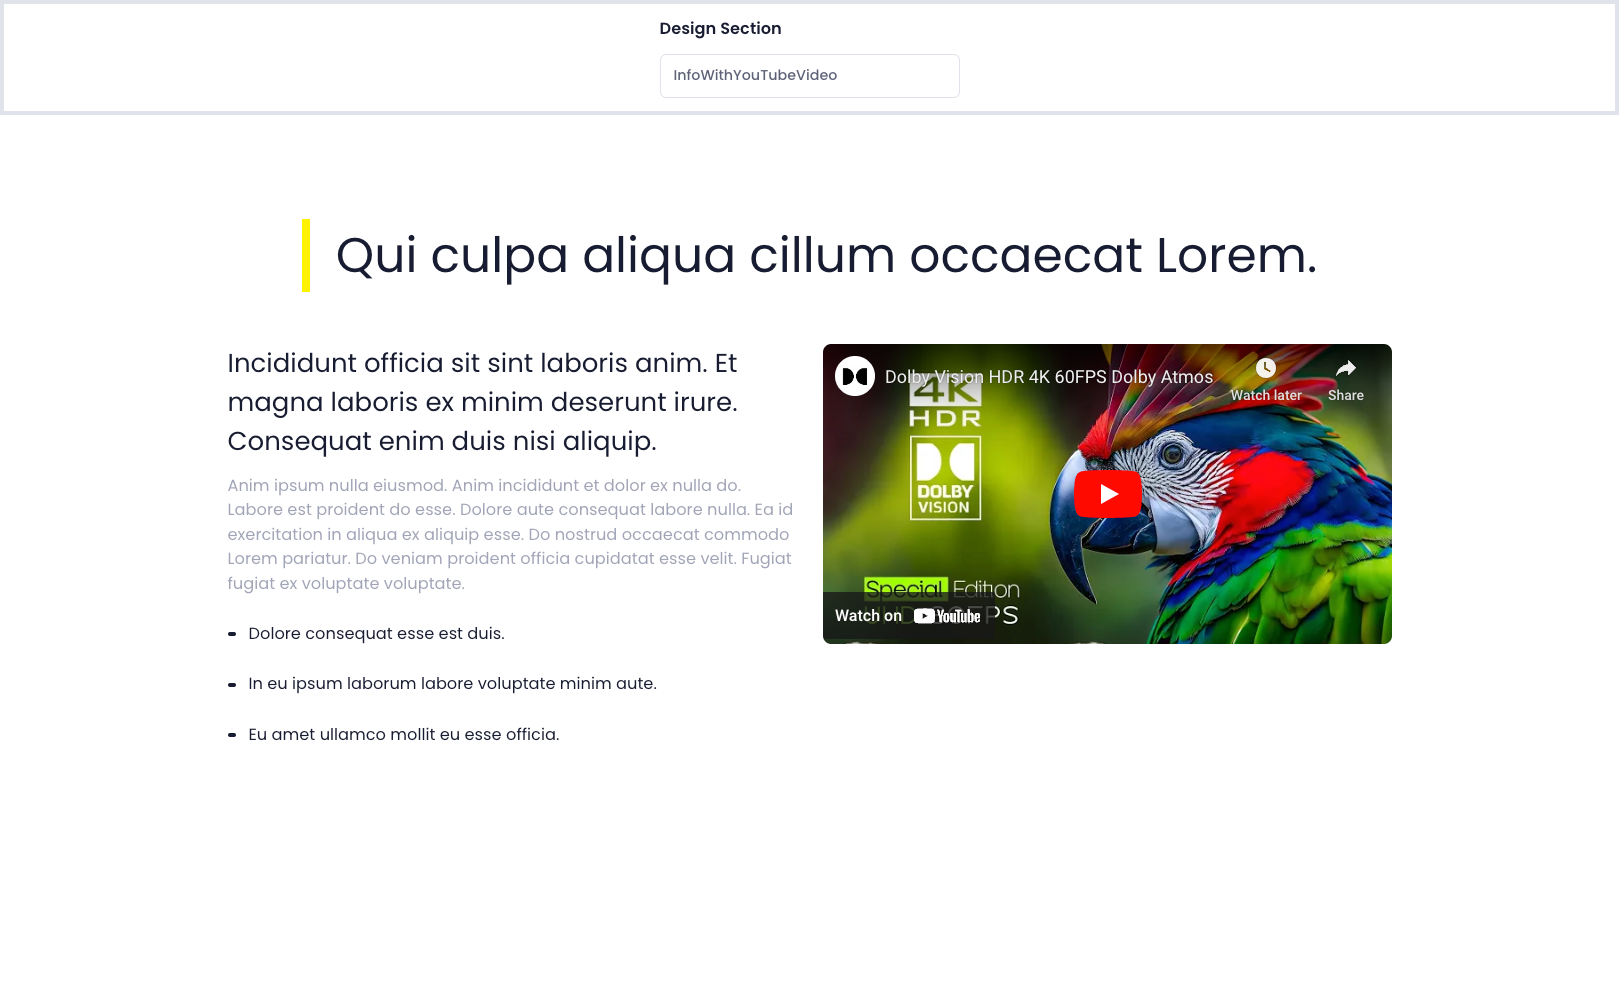 Design Section
InfoWithYouTubeVideo
Qui culpa aliqua cillum occaecat Lorem.
Incididunt officia sit sint laboris anim. Et
magna laboris ex minim deserunt irure.
Consequat enim duis nisi aliquip.
Anim ipsum nulla eiusmod. Anim incididunt et dolor ex nulla do.
Labore est proident do esse. Dolore aute consequat labore nulla. Ea id
exercitation in aliqua ex aliquip esse. Do nostrud occaecat commodo
Lorem pariatur. Do veniam proident officia cupidatat esse velit. Fugiat
fugiat ex voluptate voluptate.
Dolore consequat esse est duis.
In eu ipsum laborum labore voluptate minim aute.
Eu amet ullamco mollit eu esse officia.
Dolby Vision HDR 4K 60FPS Dolby Atmos
Watch later
Share
4K
HDR
DOLBY
VISION
Special Edition
Watch on YouTube